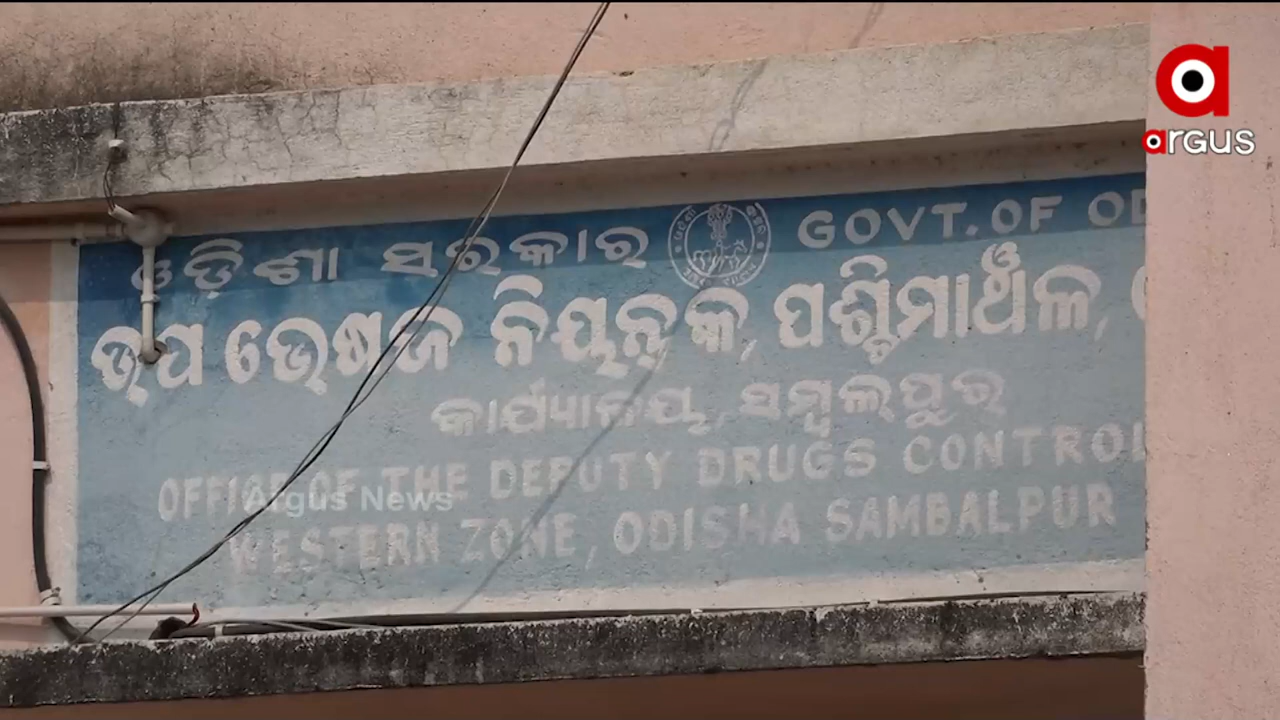 ଓଡ଼ିଶା ସରକାର GOVT. OF OD
ଉପ ଭେଷଜ ନିୟନ୍ତ୍ରକ, ପଶ୍ଚିମାଞ୍ଚଳ,
କାର୍ଯ୍ୟାଳୟ, ସମ୍ବଲପୁର
OFFICE OF THE DEPUTY DRUGS CONTROL
WESTERN ZONE, ODISHA SAMBALPUR
Argus News
argus